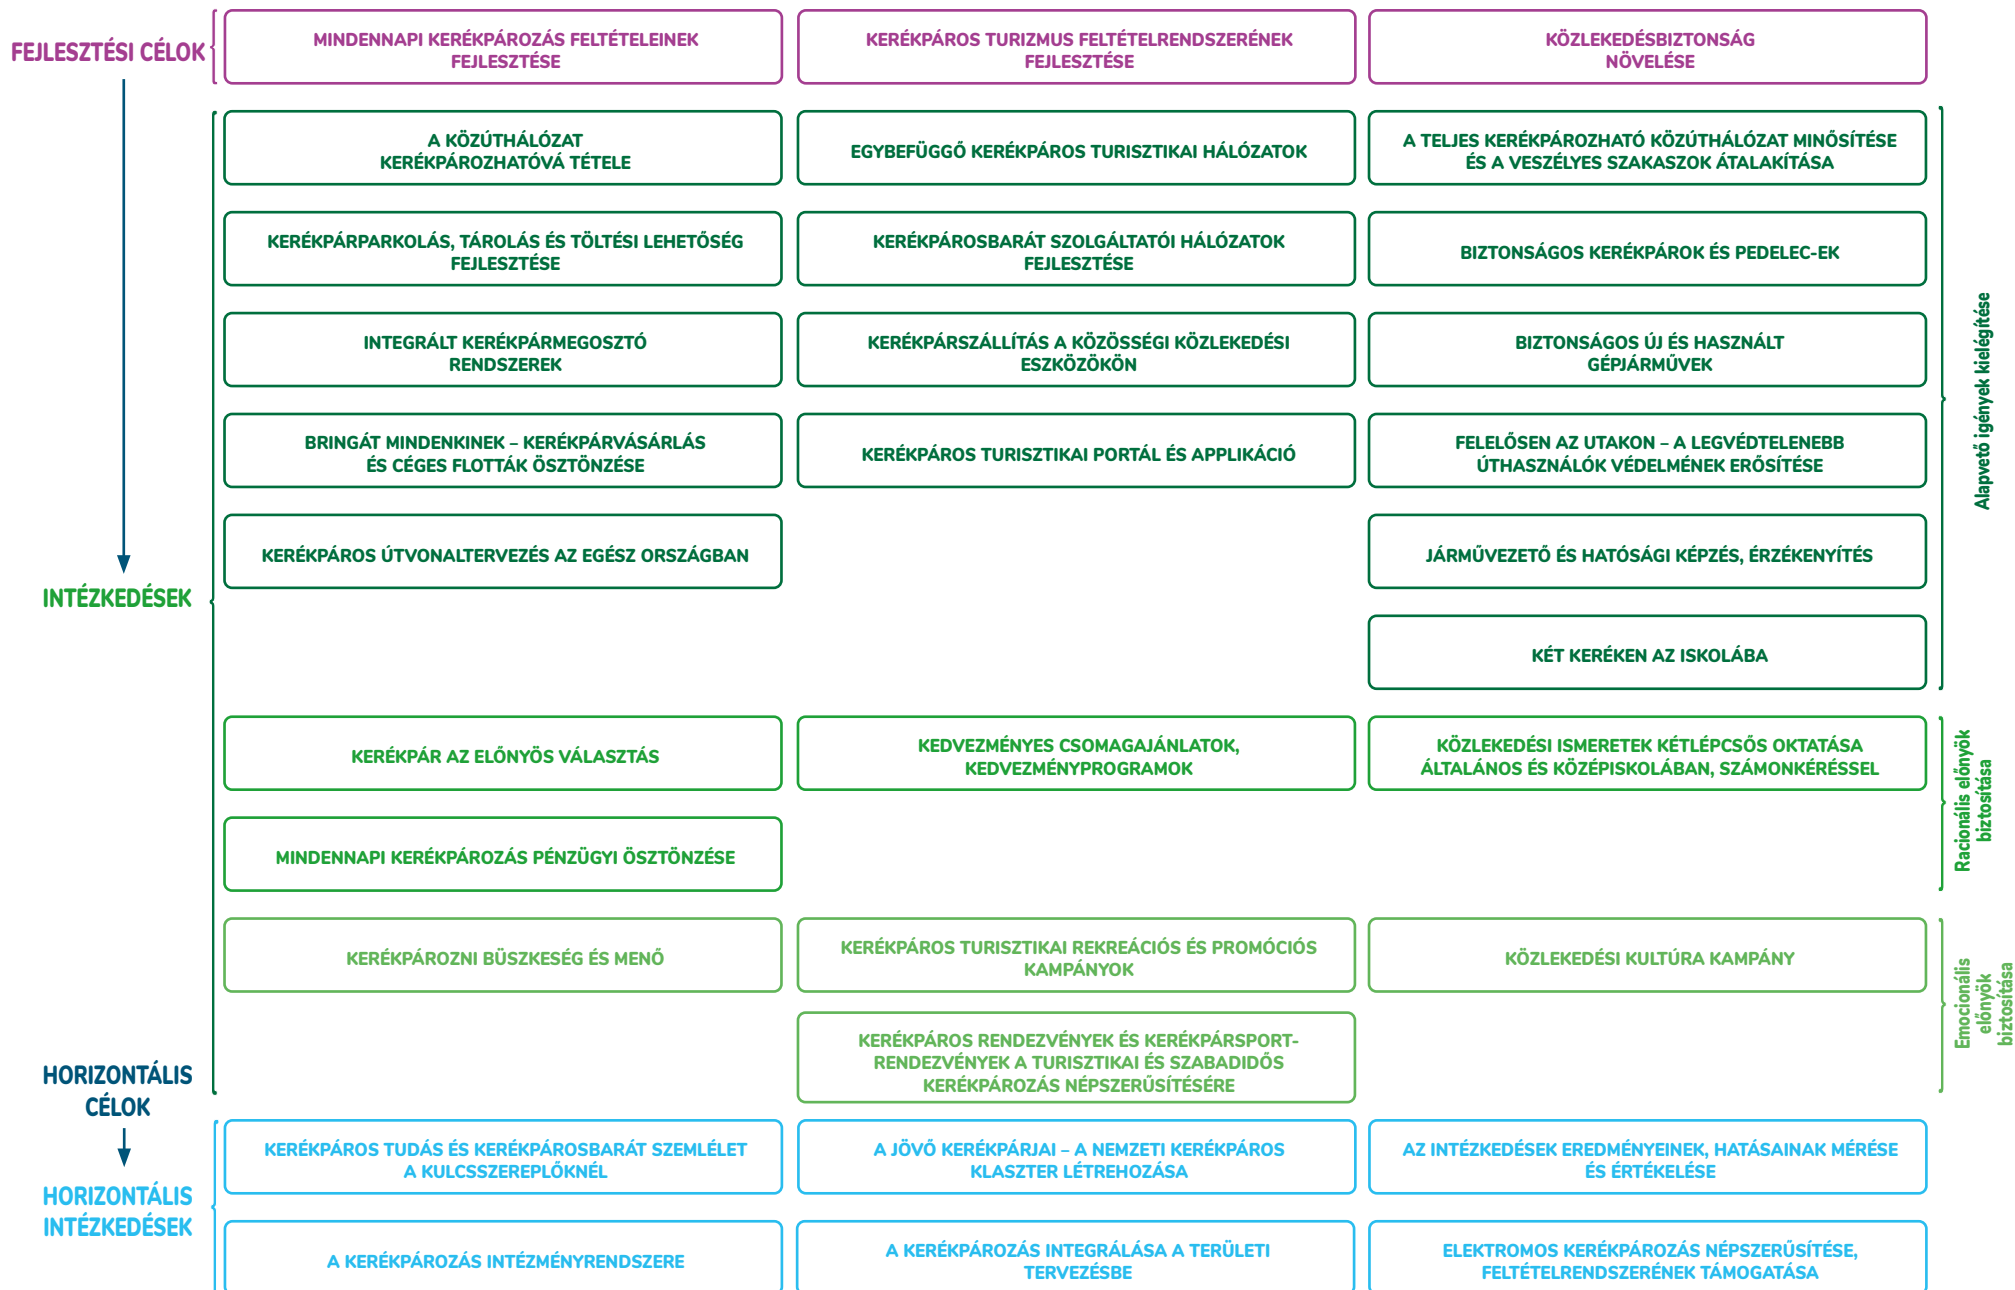 FEJLESZTÉSI CÉLOK
MINDENNAPI KERÉKPÁROZÁS FELTÉTELEINEK
FEJLESZTÉSE
KERÉKPÁROS TURIZMUS FELTÉTELRENDSZERÉNEK
FEJLESZTÉSE
KÖZLEKEDÉSBIZTONSÁG
NÖVELÉSE
A KÖZÚTHÁLÓZAT
KERÉKPÁROZHATÓVÁ TÉTELE
EGYBEFÜGGŐ KERÉKPÁROS TURISZTIKAI HÁLÓZATOK
A TELJES KERÉKPÁROZHATÓ KÖZÚTHÁLÓZAT MINŐSÍTÉSE
ÉS A VESZÉLYES SZAKASZOK ÁTALAKÍTÁSA
KERÉKPÁRPARKOLÁS, TÁROLÁS ÉS TÖLTÉSI LEHETŐSÉG
FEJLESZTÉSE
KERÉKPÁROSBARÁT SZOLGÁLTATÓI HÁLÓZATOK
FEJLESZTÉSE
BIZTONSÁGOS KERÉKPÁROK ÉS PEDELEC-EK
INTEGRÁLT KERÉKPÁRMEGOSZTÓ
RENDSZEREK
KERÉKPÁRSZÁLLÍTÁS A KÖZÖSSÉGI KÖZLEKEDÉSI
ESZKÖZÖKÖN
BIZTONSÁGOS ÚJ ÉS HASZNÁLT
GÉPJÁRMŰVEK
Alapvető igények kielégítése
BRINGÁT MINDENKINEK – KERÉKPÁRVÁSÁRLÁS
ÉS CÉGES FLOTTÁK ÖSZTÖNZÉSE
KERÉKPÁROS TURISZTIKAI PORTÁL ÉS APPLIKÁCIÓ
FELELŐSEN AZ UTAKON – A LEGVÉDTELENEBB
ÚTHASZNÁLÓK VÉDELMÉNEK ERŐSÍTÉSE
KERÉKPÁROS ÚTVONALTERVEZÉS AZ EGÉSZ ORSZÁGBAN
JÁRMŰVEZETŐ ÉS HATÓSÁGI KÉPZÉS, ÉRZÉKENYÍTÉS
INTÉZKEDÉSEK
KÉT KERÉKEN AZ ISKOLÁBA
KERÉKPÁR AZ ELŐNYÖS VÁLASZTÁS
KEDVEZMÉNYES CSOMAGAJÁNLATOK,
KEDVEZMÉNYPROGRAMOK
KÖZLEKEDÉSI ISMERETEK KÉTLÉPCSŐS OKTATÁSA
ÁLTALÁNOS ÉS KÖZÉPISKOLÁBAN, SZÁMONKÉRÉSSEL
Racionális előnyök
biztosítása
MINDENNAPI KERÉKPÁROZÁS PÉNZÜGYI ÖSZTÖNZÉSE
KERÉKPÁROZNI BÜSZKESÉG ÉS MENŐ
KERÉKPÁROS TURISZTIKAI REKREÁCIÓS ÉS PROMÓCIÓS
KAMPÁNYOK
KÖZLEKEDÉSI KULTÚRA KAMPÁNY
Emocionális
előnyök
biztosítása
KERÉKPÁROS RENDEZVÉNYEK ÉS KERÉKPÁRSPORT-
RENDEZVÉNYEK A TURISZTIKAI ÉS SZABADIDŐS
KERÉKPÁROZÁS NÉPSZERŰSÍTÉSÉRE
HORIZONTÁLIS
CÉLOK
KERÉKPÁROS TUDÁS ÉS KERÉKPÁROSBARÁT SZEMLÉLET
A KULCSSZEREPLŐKNÉL
A JÖVŐ KERÉKPÁRJAI – A NEMZETI KERÉKPÁROS
KLASZTER LÉTREHOZÁSA
AZ INTÉZKEDÉSEK EREDMÉNYEINEK, HATÁSAINAK MÉRÉSE
ÉS ÉRTÉKELÉSE
HORIZONTÁLIS
INTÉZKEDÉSEK
A KERÉKPÁROZÁS INTÉZMÉNYRENDSZERE
A KERÉKPÁROZÁS INTEGRÁLÁSA A TERÜLETI
TERVEZÉSBE
ELEKTROMOS KERÉKPÁROZÁS NÉPSZERŰSÍTÉSE,
FELTÉTELRENDSZERÉNEK TÁMOGATÁSA